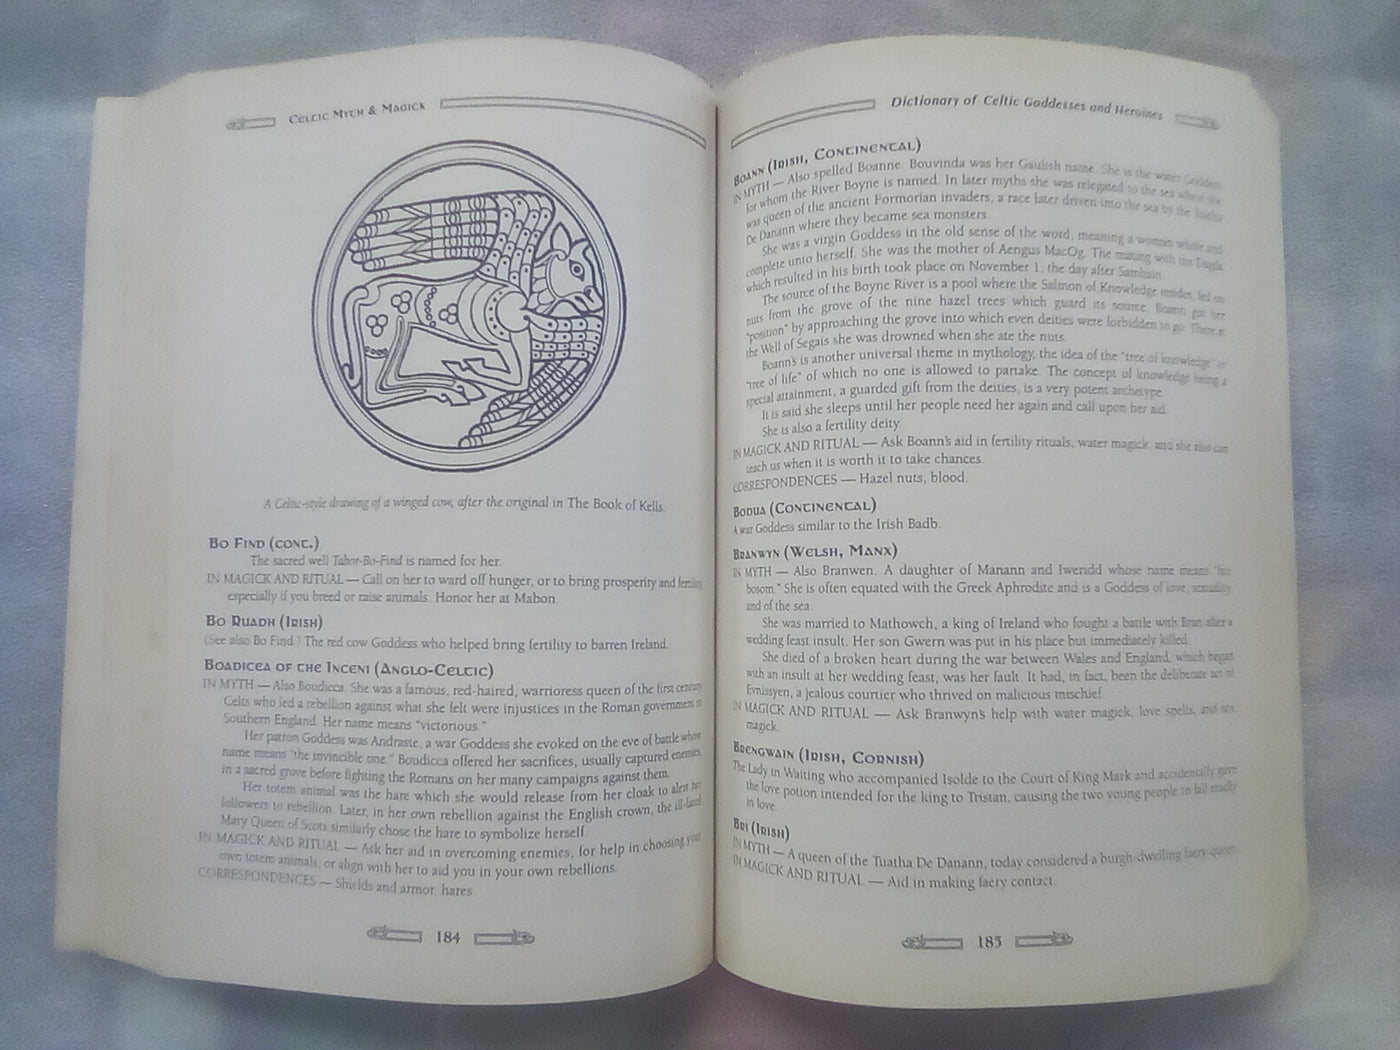 Celtic Myth & Magick
A Celtic-style drawing of a winged cow, after the original in The Book of Kells.
Bo Find (cont.)
The sacred well Tabor-Bo-Find is named for her.
IN MAGICK AND RITUAL — Call on her to ward off hunger, or to bring prosperity and fertility,
especially if you breed or raise animals. Honor her at Mabon.
Bo Ruadh (Irish)
(See also Bo Find.) The red cow Goddess who helped bring fertility to barren Ireland.
Boadicea of the Inceni (Anglo-Celtic)
IN MYTH — Also Boudicca. She was a famous, red-haired, warrioress queen of the first century
Celts who led a rebellion against what she felt were injustices in the Roman government in
Southern England. Her name means "victorious."
Her patron Goddess was Andraste, a war Goddess she evoked on the eve of battle whose
name means "the invincible one." Boudicca offered her sacrifices, usually captured enemies,
in a sacred grove before fighting the Romans on her many campaigns against them.
Her totem animal was the hare which she would release from her cloak to alert her
followers to rebellion. Later, in her own rebellion against the English crown, the ill-fated
Mary Queen of Scots similarly chose the hare to symbolize herself.
IN MAGICK AND RITUAL — Ask her aid in overcoming enemies, for help in choosing your
own totem animals, or align with her to aid you in your own rebellions.
CORRESPONDENCES — Shields and armor, hares.
184
Dictionary of Celtic Goddesses and Heroines
Boann (Irish, Continental)
IN MYTH — Also spelled Boanne. Bouvinda was her Gaulish name. She is the water Goddess
for whom the River Boyne is named. In later myths she was relegated to the sea where she
was queen of the ancient Formorian invaders, a race later driven into the sea by the Tuatha
De Danann where they became sea monsters.
She was a virgin Goddess in the old sense of the word, meaning a woman whole and
complete unto herself. She was the mother of Aengus MacOg. The mating with the Dagda
which resulted in his birth took place on November 1, the day after Samhain.
The source of the Boyne River is a pool where the Salmon of Knowledge resides, fed on
nuts from the grove of the nine hazel trees which guard its source. Boann got her
"position" by approaching the grove into which even deities were forbidden to go. There at
the Well of Segais she was drowned when she ate the nuts.
Boann's is another universal theme in mythology, the idea of the "tree of knowledge" or
"tree of life" of which no one is allowed to partake. The concept of knowledge being a
special attainment, a guarded gift from the deities, is a very potent archetype.
It is said she sleeps until her people need her again and call upon her aid.
She is also a fertility deity.
IN MAGICK AND RITUAL — Ask Boann's aid in fertility rituals, water magick, and she also can
teach us when it is worth it to take chances.
CORRESPONDENCES — Hazel nuts, blood.
Bodua (Continental)
A war Goddess similar to the Irish Badb.
Branwyn (Welsh, Manx)
IN MYTH — Also Branwen. A daughter of Manann and Iweridd whose name means "fair
bosom." She is often equated with the Greek Aphrodite and is a Goddess of love, sexuality,
and of the sea.
She was married to Mathowch, a king of Ireland who fought a battle with Bran after a
wedding feast insult. Her son Gwern was put in his place but immediately killed.
She died of a broken heart during the war between Wales and England, which began
with an insult at her wedding feast, was her fault. It had, in fact, been the deliberate act of
Evnissyen, a jealous courtier who thrived on malicious mischief.
IN MAGICK AND RITUAL — Ask Branwyn's help with water magick, love spells, and sex
magick.
Brengwain (Irish, Cornish)
The Lady in Waiting who accompanied Isolde to the Court of King Mark and accidentally gave
the love potion intended for the king to Tristan, causing the two young people to fall madly
in love.
Bri (Irish)
IN MYTH — A queen of the Tuatha De Danann, today considered a burgh-dwelling faery queen.
IN MAGICK AND RITUAL — Aid in making faery contact.
185